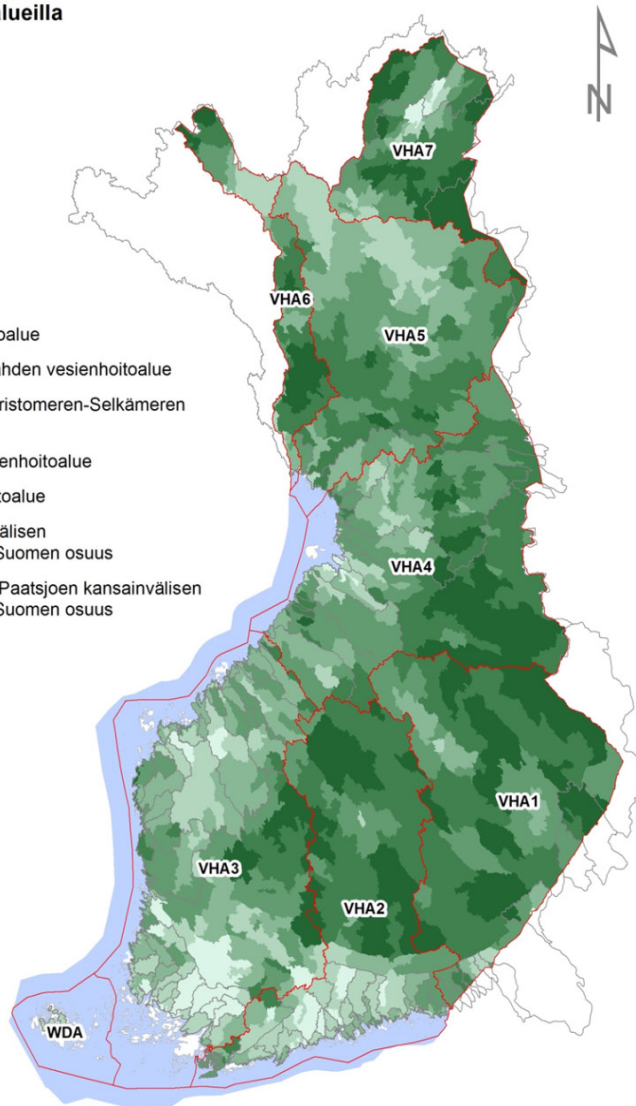 alueilla
N
VHA7
VHA6
VHA5
oalue
ahden vesienhoitoalue
ristomeren-Selkämeren
enhoitoalue
toalue
välisen
Suomen osuus
Paatsjoen kansainvälisen
Suomen osuus
VHA4
VHA1
VHA3
VHA2
WDA